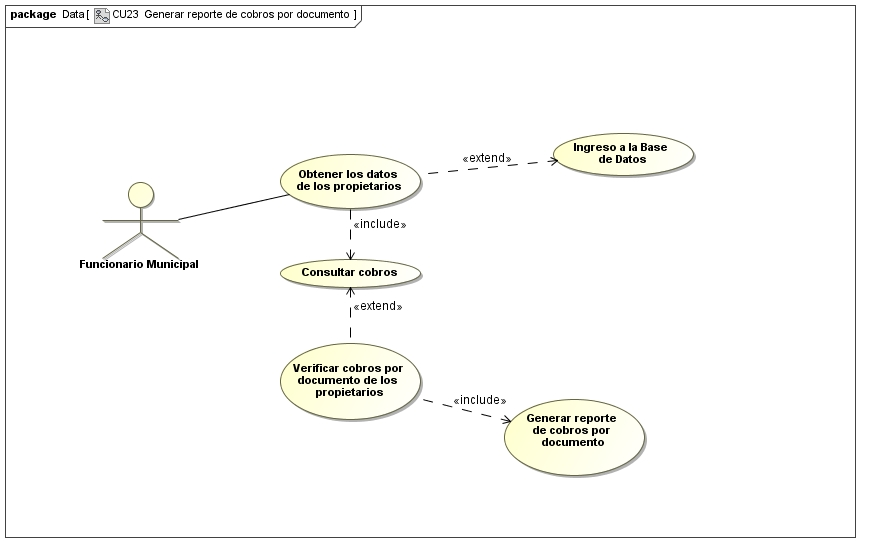 package Data [ CU23 Generar reporte de cobros por documento ]
Ingreso a la Base
de Datos
«extend»
Obtener los datos
de los propietarios
«include»
Funcionario Municipal
Consultar cobros
«extend»
Verificar cobros por
documento de los
propietarios
«include»
Generar reporte
de cobros por
documento